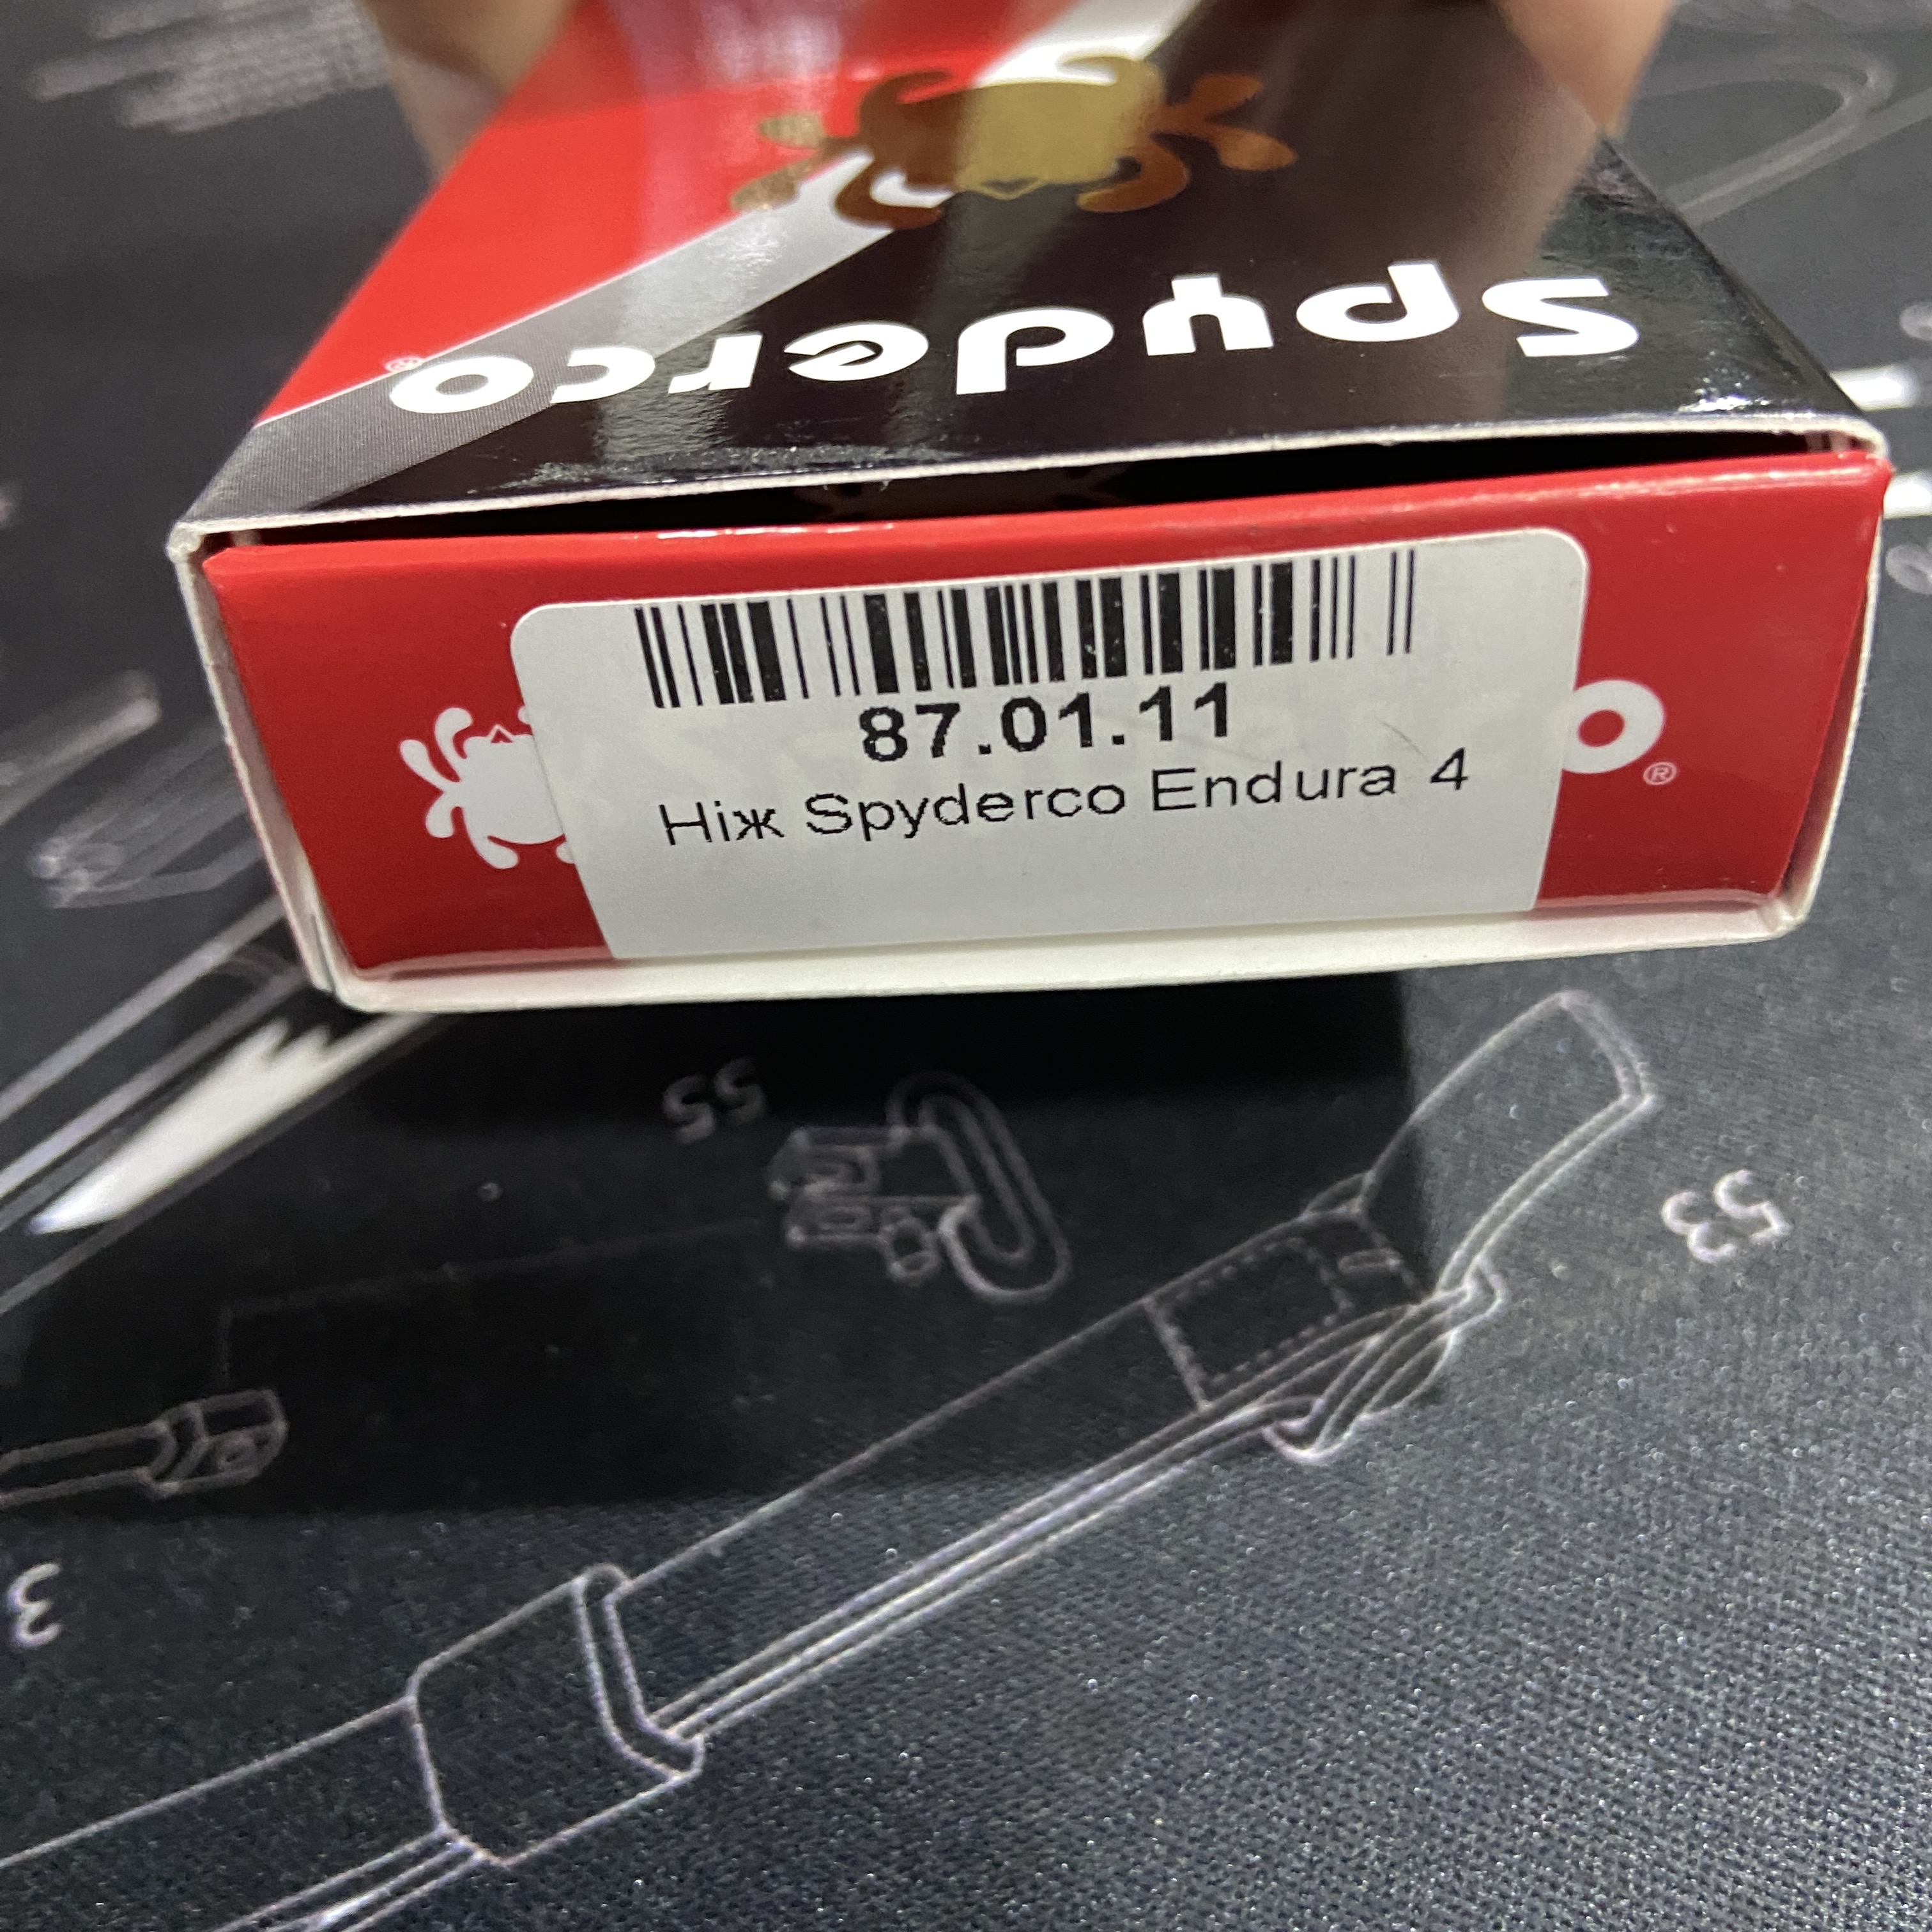 Spyderco
®
87.01.11
Ніж Spyderco Endura 4
o®
55
53
3